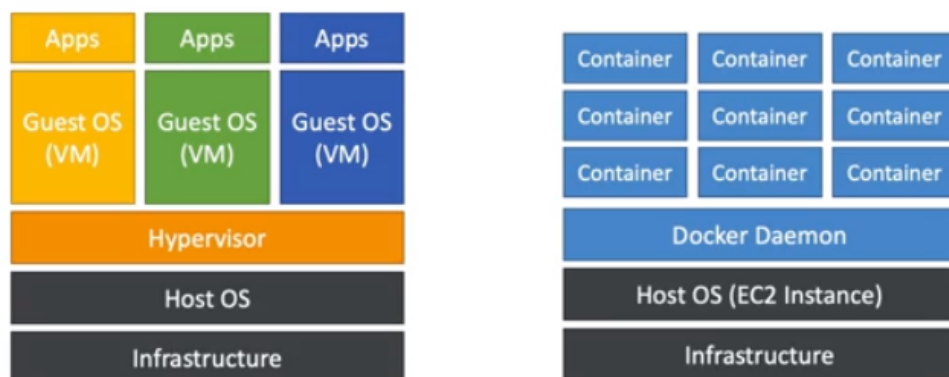 Apps
Apps
Apps
Guest OS
(VM)
Guest OS
(VM)
Guest OS
(VM)
Hypervisor
Host OS
Infrastructure
Container
Container
Container
Container
Container
Container
Container
Container
Container
Docker Daemon
Host OS (EC2 Instance)
Infrastructure